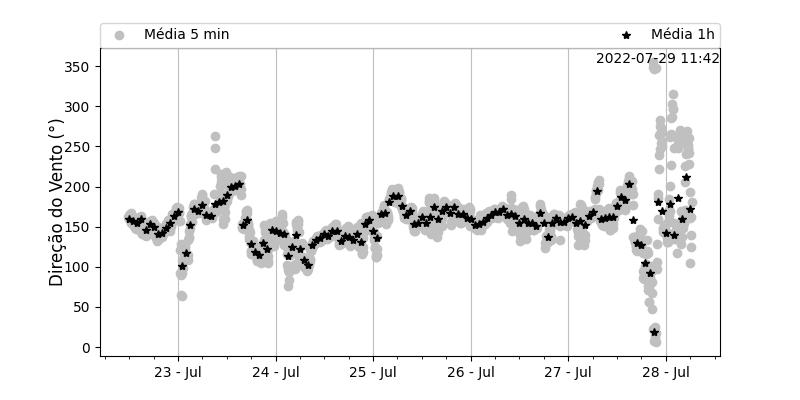 Média 5 min
Média 1h
2022-07-29 11:42
Direção do Vento (°)
350
300
250
200
150
100
50
0
23 - Jul
24 - Jul
25 - Jul
26 - Jul
27 - Jul
28 - Jul